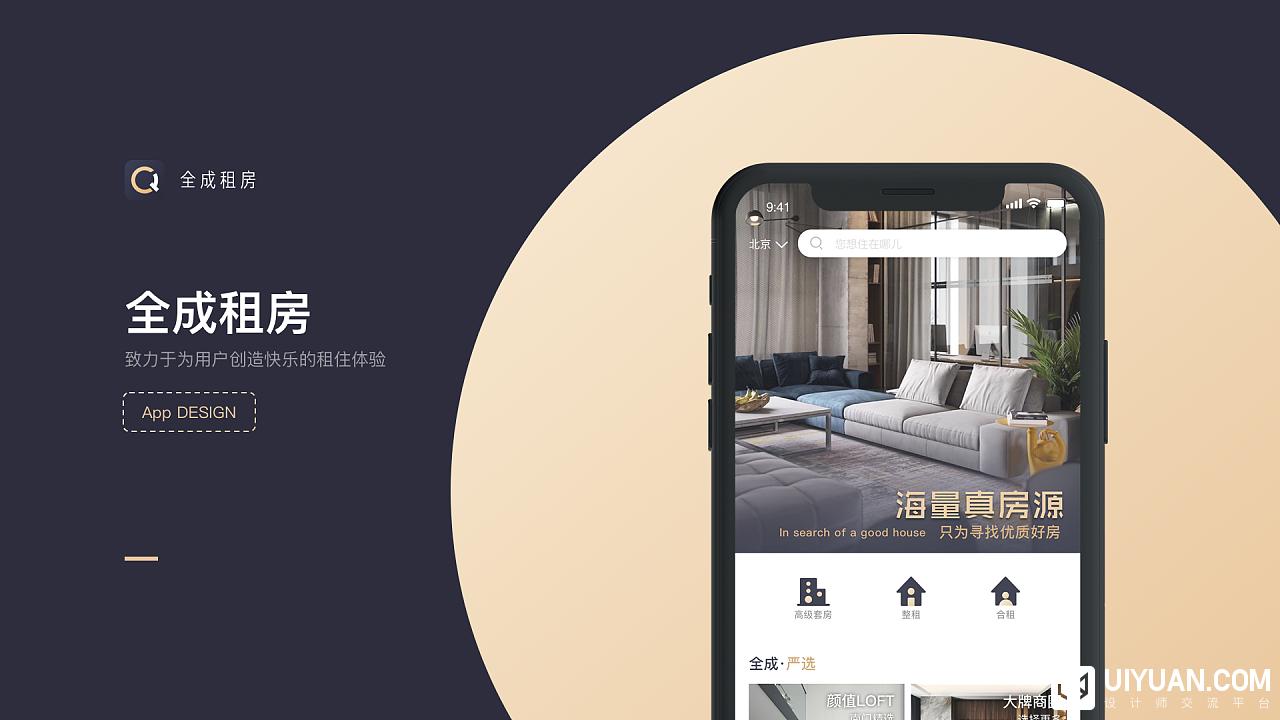 全成租房
全成租房
致力于为用户创造快乐的租住体验
App DESIGN
9:41
北京
您想住在哪儿
海量真房源
In search of a good house 只为寻找优质好房
高级套房
整租
合租
全成·严选
颜值LOFT
大牌商
选择更多
UIYUAN.COM
设计师交流平台